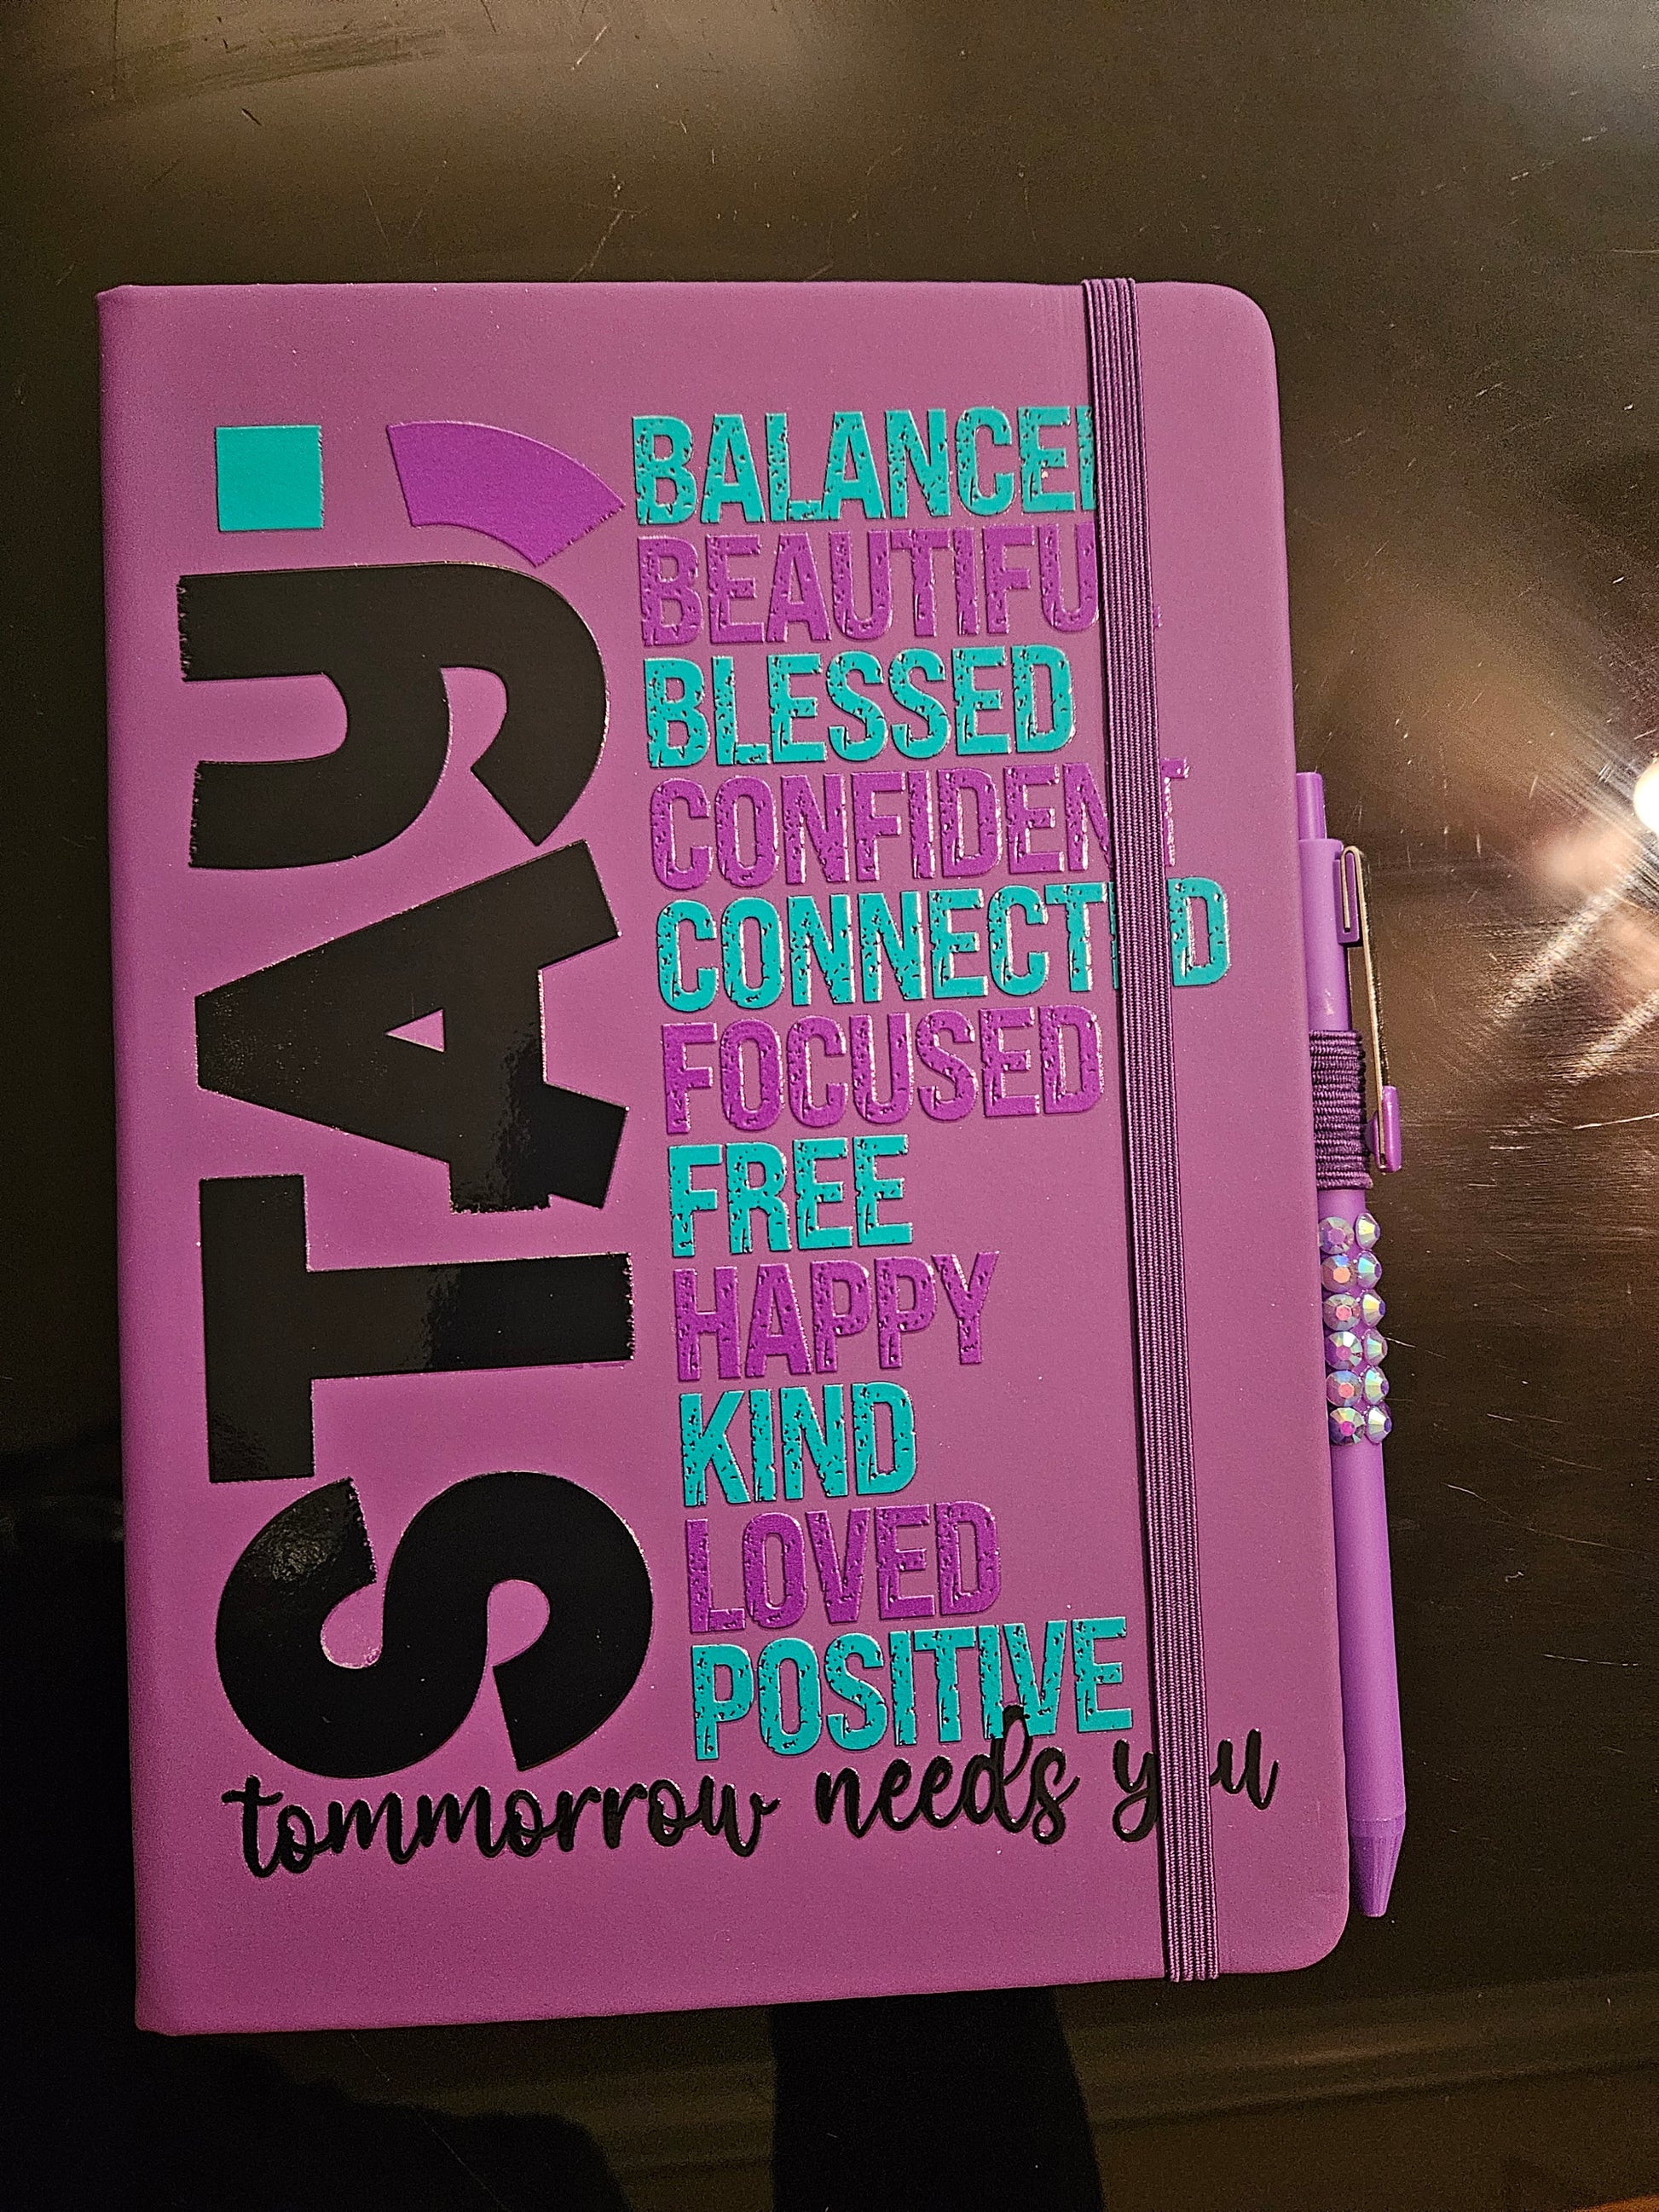 STAY;
BALANCED
BEAUTIFUL
BLESSED
CONFIDENT
CONNECTED
FOCUSED
FREE
HAPPY
KIND
LOVED
POSITIVE
tommorrow needs you